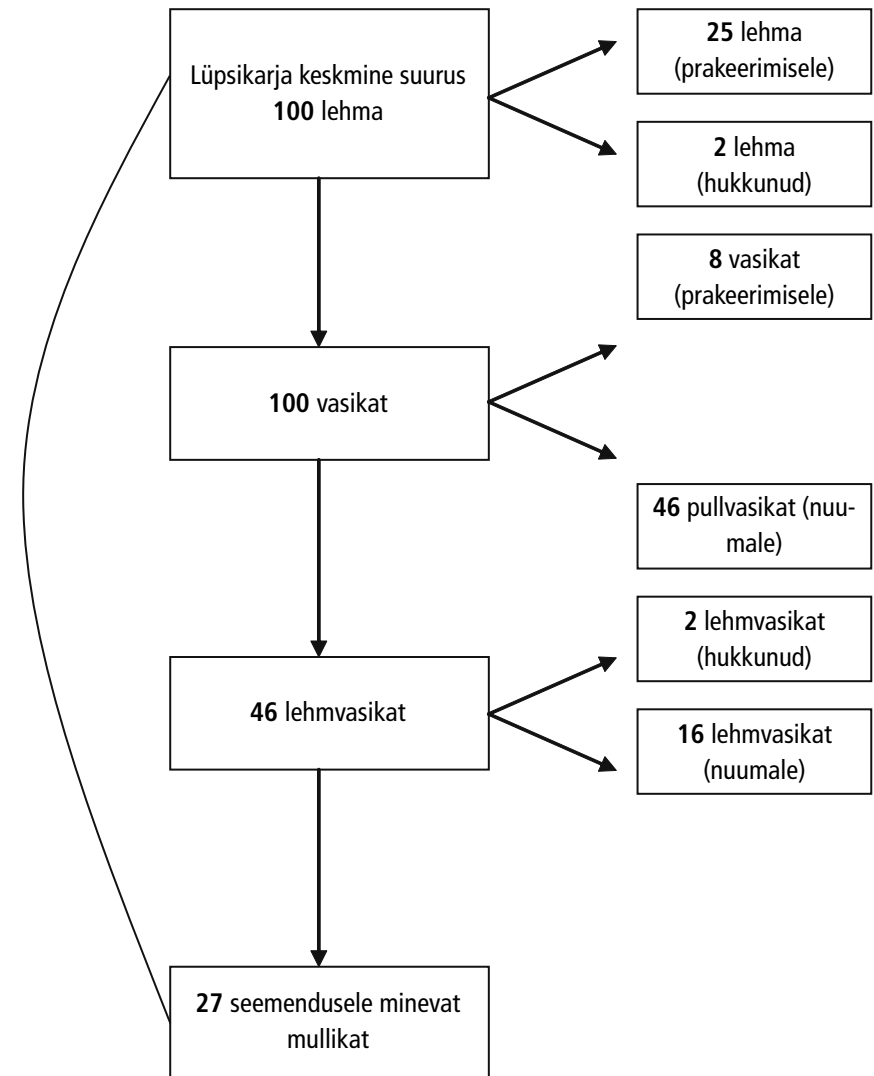 Lüpsikarja keskmine suurus
100 lehma
25 lehma
(prakeerimisele)
2 lehma
(hukkunud)
8 vasikat
(prakeerimisele)
100 vasikat
46 pullvasikat (nuu-
male)
2 lehmvasikat
(hukkunud)
46 lehmvasikat
16 lehmvasikat
(nuumale)
27 seemendusele minevat
mullikat